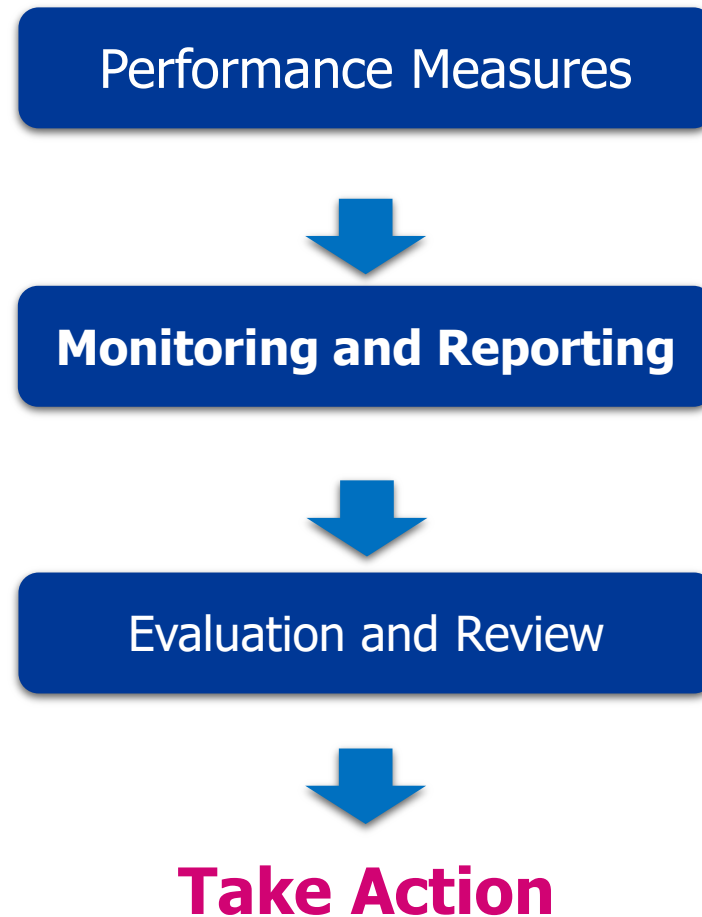 Performance Measures
Monitoring and Reporting
Evaluation and Review
Take Action